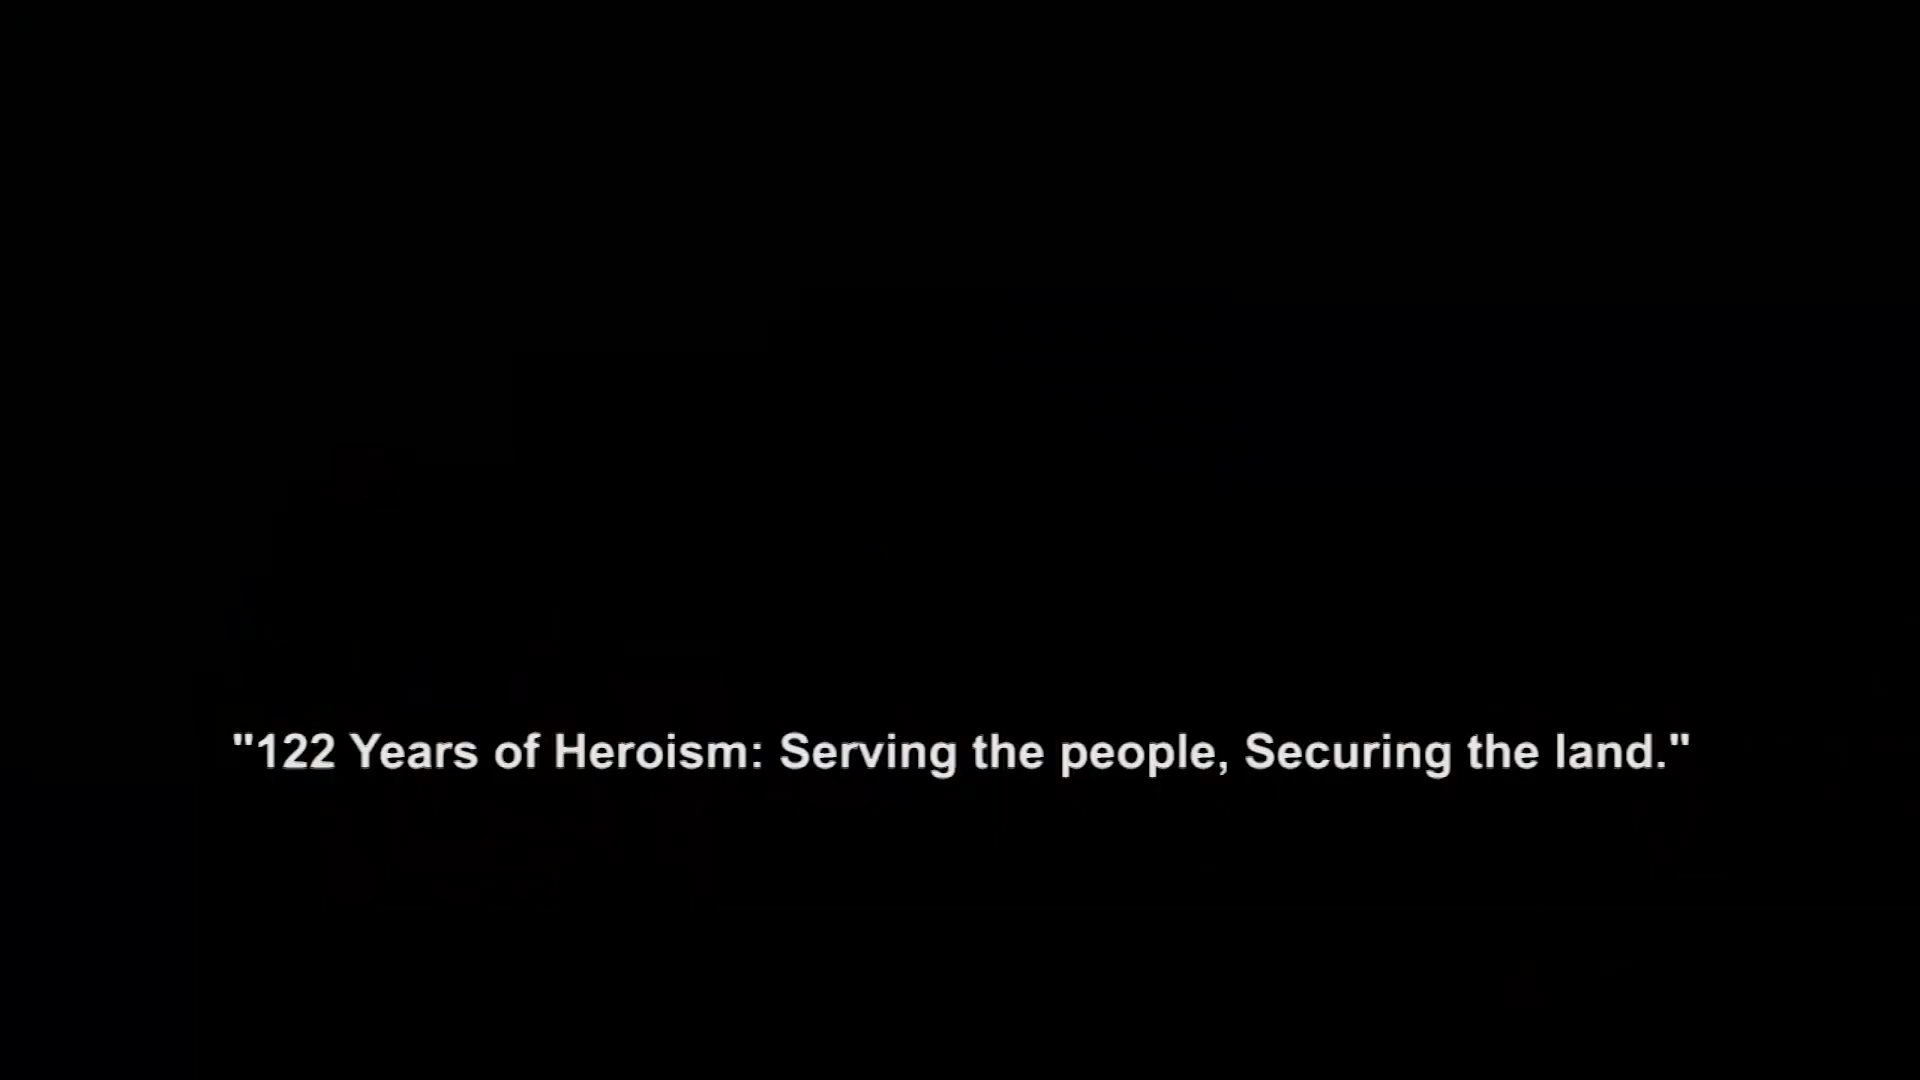 "122 Years of Heroism: Serving the people, Securing the land."